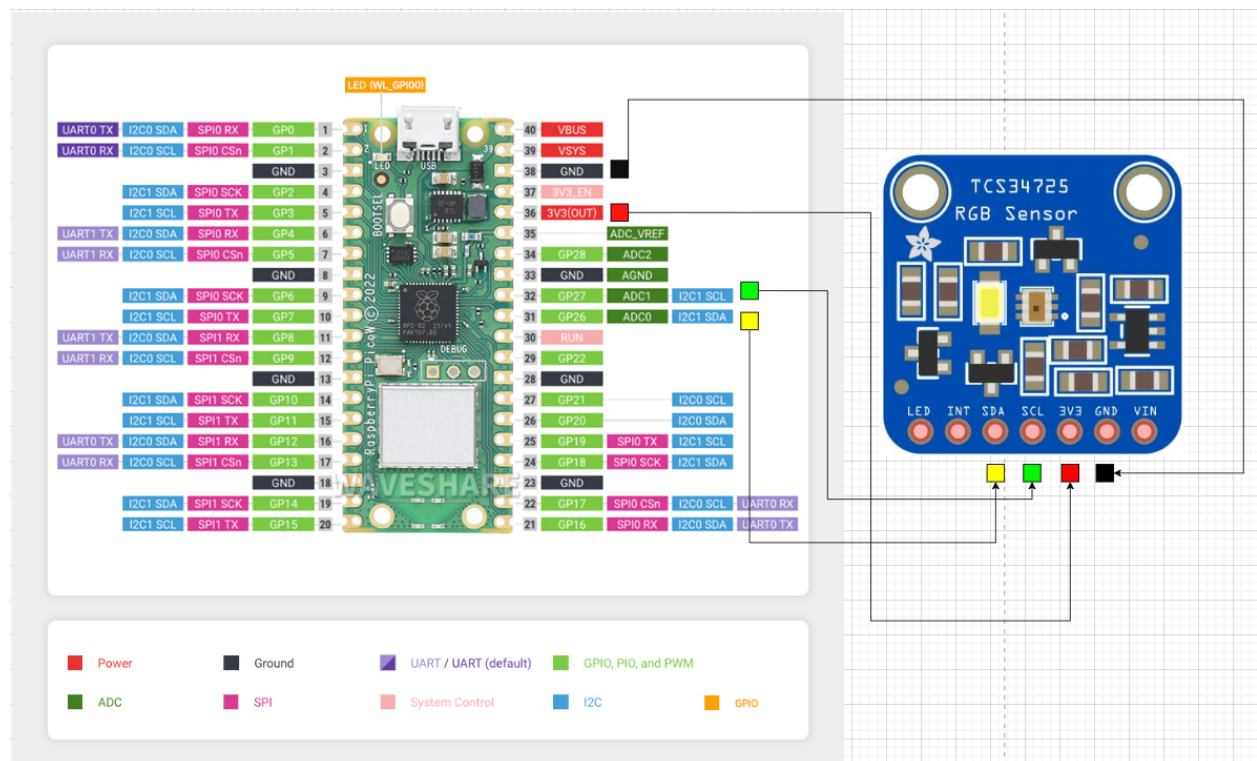 LED (WL_GPIO0)
UART0 TX I2C0 SDA SPI0 RX GP0 1 1 40 VBUS
UART0 RX I2C0 SCL SPI0 CSn GP1 2 2 LED USB 39 39 VSYS
GND 3 38 GND
I2C1 SDA SPI0 SCK GP2 4 37 3V3_EN
I2C1 SCL SPI0 TX GP3 5 BOOTSEL 36 3V3(OUT)
UART1 TX I2C0 SDA SPI0 RX GP4 6 35 ADC_VREF
UART1 RX I2C0 SCL SPI0 CSn GP5 7 34 GP28 ADC2
GND 8 33 GND AGND
I2C1 SDA SPI0 SCK GP6 9 32 GP27 ADC1 I2C1 SCL
I2C1 SCL SPI0 TX GP7 10 31 GP26 ADC0 I2C1 SDA
UART1 TX I2C0 SDA SPI1 RX GP8 11 30 RUN
UART1 RX I2C0 SCL SPI1 CSn GP9 12 DEBUG 29 GP22
GND 13 28 GND
I2C1 SDA SPI1 SCK GP10 14 27 GP21 I2C0 SCL
I2C1 SCL SPI1 TX GP11 15 26 GP20 I2C0 SDA
UART0 TX I2C0 SDA SPI1 RX GP12 16 25 GP19 SPI0 TX I2C1 SCL
UART0 RX I2C0 SCL SPI1 CSn GP13 17 24 GP18 SPI0 SCK I2C1 SDA
GND 18 23 GND
I2C1 SDA SPI1 SCK GP14 19 22 GP17 SPI0 CSn I2C0 SCL UART0 RX
I2C1 SCL SPI1 TX GP15 20 21 GP16 SPI0 RX I2C0 SDA UART0 TX
Raspberry Pi PicoW ©2022
WAVESHARE
TCS34725
RGB Sensor
LED INT SDA SCL 3V3 GND VIN
Power Ground UART / UART (default) GPIO, PIO, and PWM
ADC SPI System Control I2C GPIO